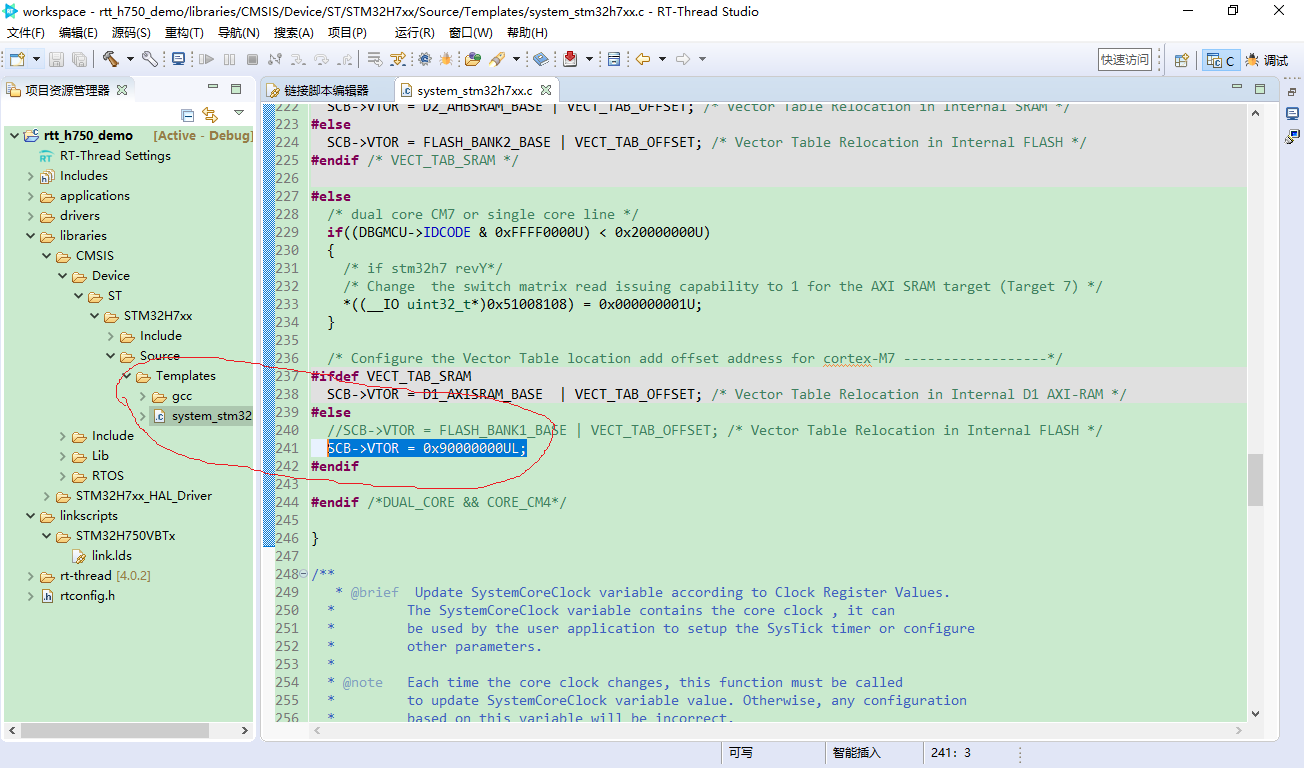 workspace - rtt_h750_demo/libraries/CMSIS/Device/ST/STM32H7xx/Source/Templates/system_stm32h7xx.c - RT-Thread Studio
文件(F) 编辑(E) 源码(S) 重构(T) 导航(N) 搜索(A) 项目(P) 运行(R) 窗口(W) 帮助(H)
快速访问 C 调试
项目资源管理器
rtt_h750_demo [Active - Debug]
RT-Thread Settings
Includes
applications
drivers
libraries
CMSIS
Device
ST
STM32H7xx
Include
Source
Templates
gcc
system_stm32
Include
Lib
RTOS
STM32H7xx_HAL_Driver
linkscripts
STM32H750VBTx
link.lds
rt-thread [4.0.2]
rtconfig.h
链接脚本编辑器 system_stm32h7xx.c
222 SCB->VTOR = D2_AHBSRAM_BASE | VECT_TAB_OFFSET; /* Vector Table Relocation in Internal SRAM */
223 #else
224 SCB->VTOR = FLASH_BANK2_BASE | VECT_TAB_OFFSET; /* Vector Table Relocation in Internal FLASH */
225 #endif /* VECT_TAB_SRAM */
226
227 #else
228 /* dual core CM7 or single core line */
229 if((DBGMCU->IDCODE & 0xFFFF0000U) < 0x20000000U)
230 {
231 /* if stm32h7 revY*/
232 /* Change  the switch matrix read issuing capability to 1 for the AXI SRAM target (Target 7) */
233 *((__IO uint32_t*)0x51008108) = 0x000000001U;
234 }
235
236 /* Configure the Vector Table location add offset address for cortex-M7 ------------------*/
237 #ifdef VECT_TAB_SRAM
238 SCB->VTOR = D1_AXISRAM_BASE  | VECT_TAB_OFFSET; /* Vector Table Relocation in Internal D1 AXI-RAM */
239 #else
240 //SCB->VTOR = FLASH_BANK1_BASE | VECT_TAB_OFFSET; /* Vector Table Relocation in Internal FLASH */
241 SCB->VTOR = 0x90000000UL;
242 #endif
243
244 #endif /*DUAL_CORE && CORE_CM4*/
245
246 }
247
248 /**
249 * @brief  Update SystemCoreClock variable according to Clock Register Values.
250 * The SystemCoreClock variable contains the core clock , it can
251 * be used by the user application to setup the SysTick timer or configure
252 * other parameters.
253 *
254 * @note   Each time the core clock changes, this function must be called
255 * to update SystemCoreClock variable value. Otherwise, any configuration
256 * based on this variable will be incorrect.
可写 智能插入 241: 3